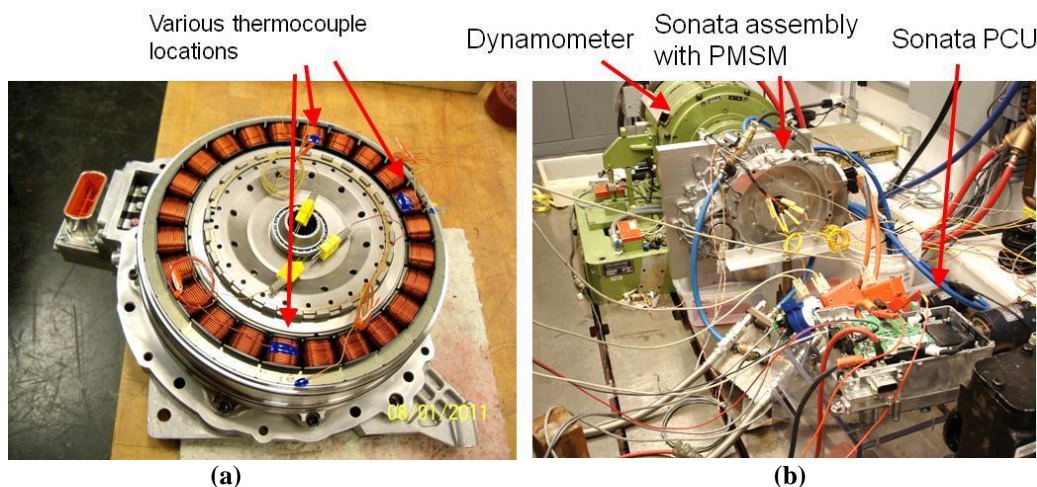 Various thermocouple
locations
Dynamometer
Sonata assembly
with PMSM
Sonata PCU
08/01/2011
(a)
(b)